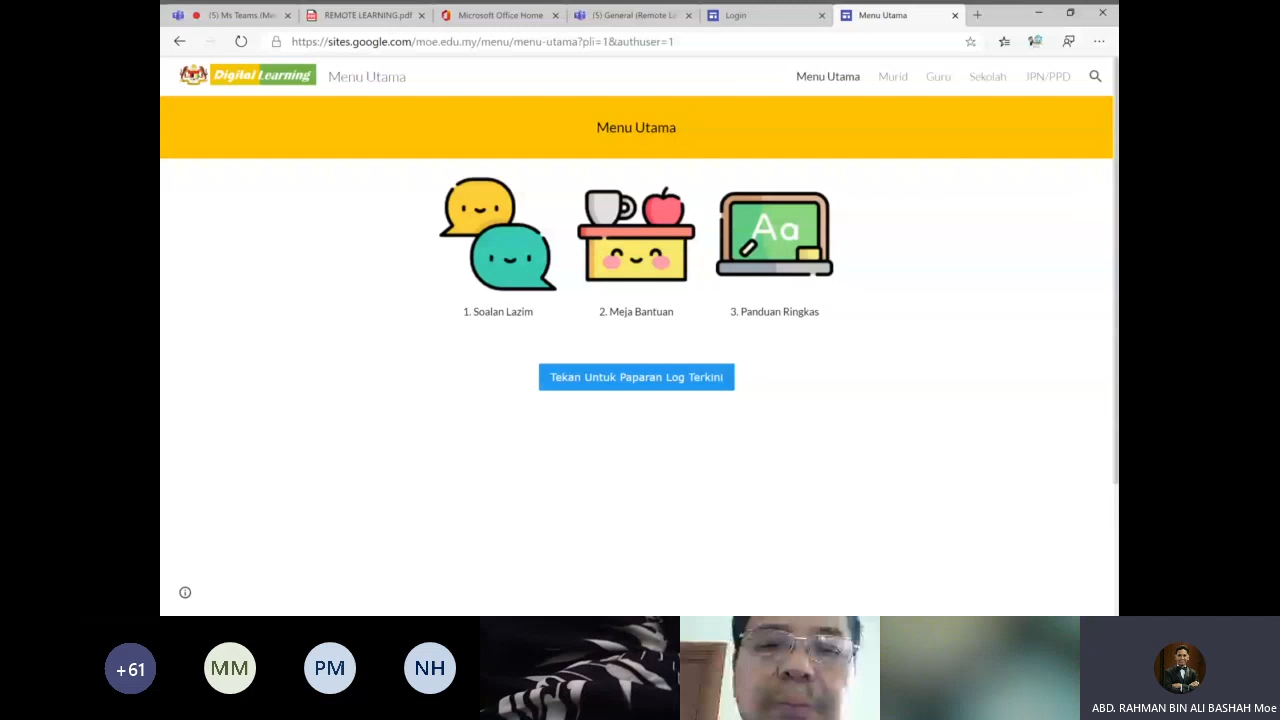 (5) Ms Teams (Me
REMOTE LEARNING.pdf
Microsoft Office Home
(5) General (Remote Le
Login
Menu Utama
https://sites.google.com/moe.edu.my/menu/menu-utama?pli=1&authuser=1
Digital Learning
Menu Utama
Menu Utama
Murid
Guru
Sekolah
JPN/PPD
Menu Utama
Aa
1. Soalan Lazim
2. Meja Bantuan
3. Panduan Ringkas
Tekan Untuk Paparan Log Terkini
+61
MM
PM
NH
ABD. RAHMAN BIN ALI BASHAH Moe